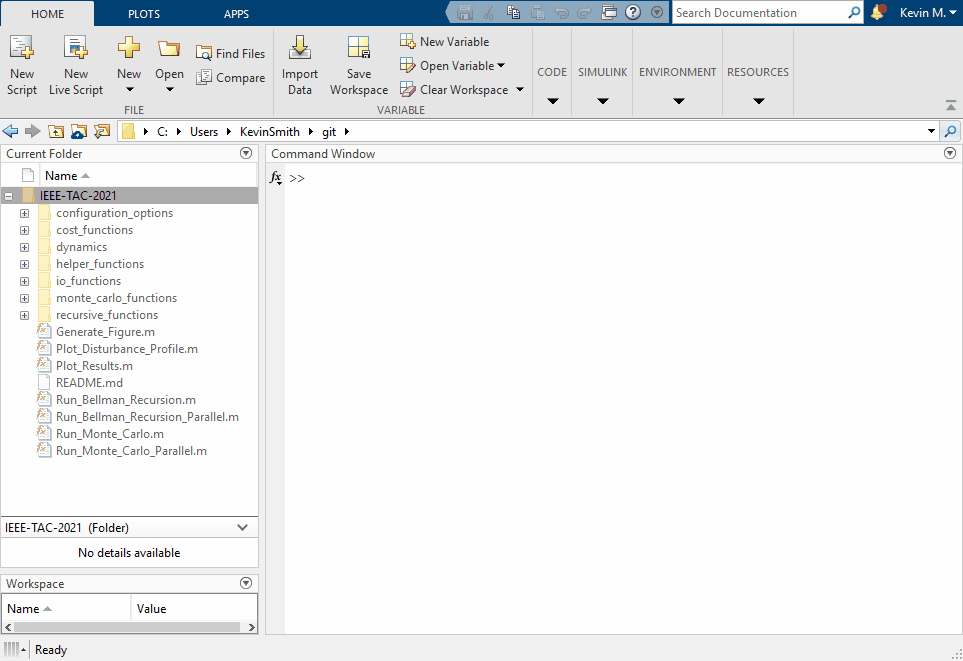 HOME PLOTS APPS Search Documentation Kevin M.
New Script
New Live Script
New
Open
Find Files
Compare
FILE
Import Data
Save Workspace
New Variable
Open Variable
Clear Workspace
VARIABLE
CODE
SIMULINK
ENVIRONMENT
RESOURCES
C: Users KevinSmith git
Current Folder
Name
IEEE-TAC-2021
configuration_options
cost_functions
dynamics
helper_functions
io_functions
monte_carlo_functions
recursive_functions
Generate_Figure.m
Plot_Disturbance_Profile.m
Plot_Results.m
README.md
Run_Bellman_Recursion.m
Run_Bellman_Recursion_Parallel.m
Run_Monte_Carlo.m
Run_Monte_Carlo_Parallel.m
IEEE-TAC-2021 (Folder)
No details available
Workspace
Name Value
Command Window
fx >>
Ready